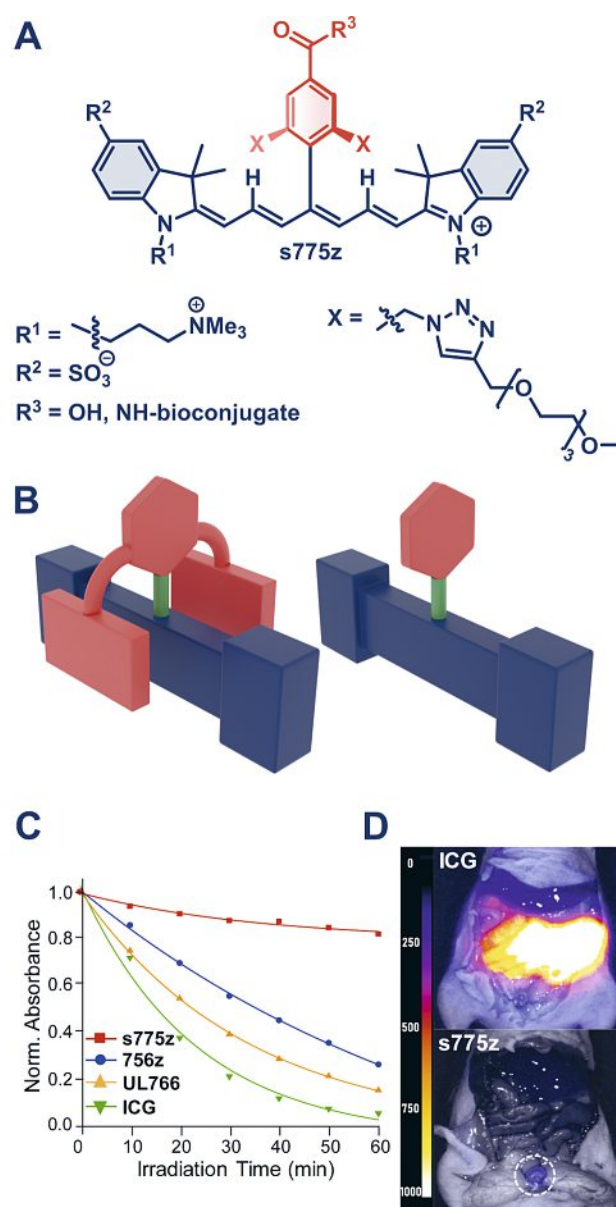 A
O
R³
R²
X
X
R²
H
H
N
R¹
s775z
N⊕
R¹
R¹ =
⊕
NMe₃
X =
N
N
N
R² = SO₃
⊖
R³ = OH, NH-bioconjugate
O
3
O
B
C
D
Norm. Absorbance
1.0
0.8
0.6
0.4
0.2
0.0
s775z
756z
UL766
ICG
0 10 20 30 40 50 60
Irradiation Time (min)
0
250
500
750
1000
ICG
s775z